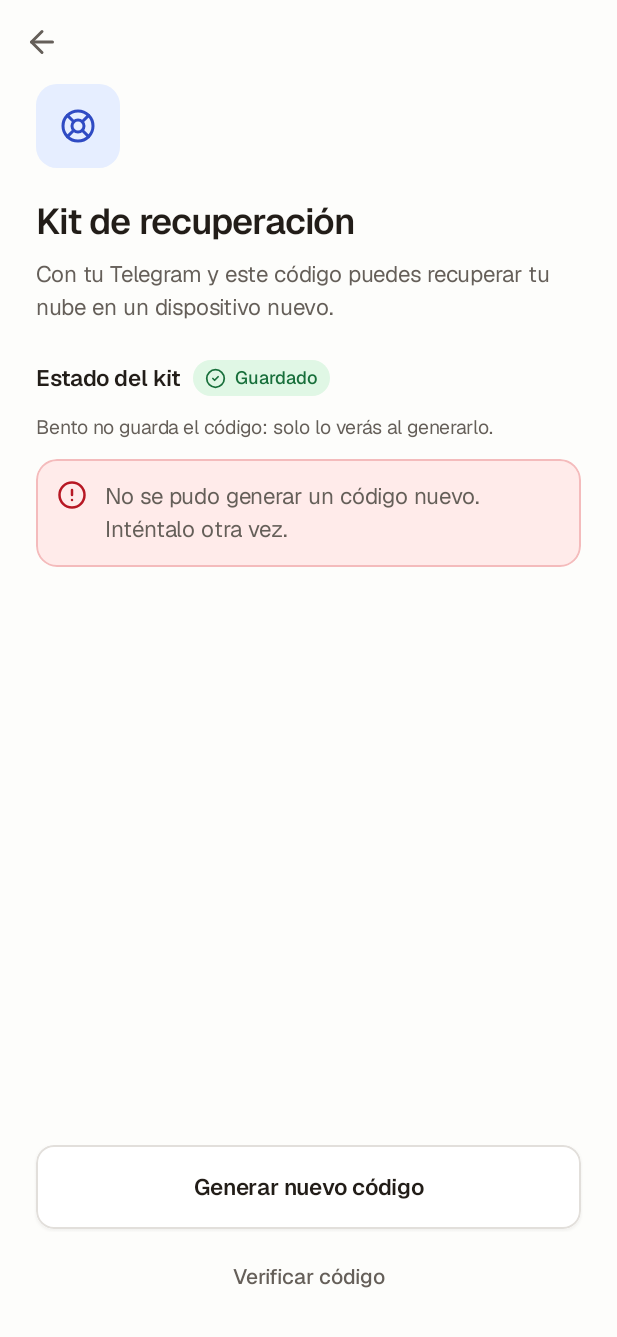 Kit de recuperación
Con tu Telegram y este código puedes recuperar tu
nube en un dispositivo nuevo.
Estado del kit Guardado
Bento no guarda el código: solo lo verás al generarlo.
No se pudo generar un código nuevo.
Inténtalo otra vez.
Generar nuevo código
Verificar código